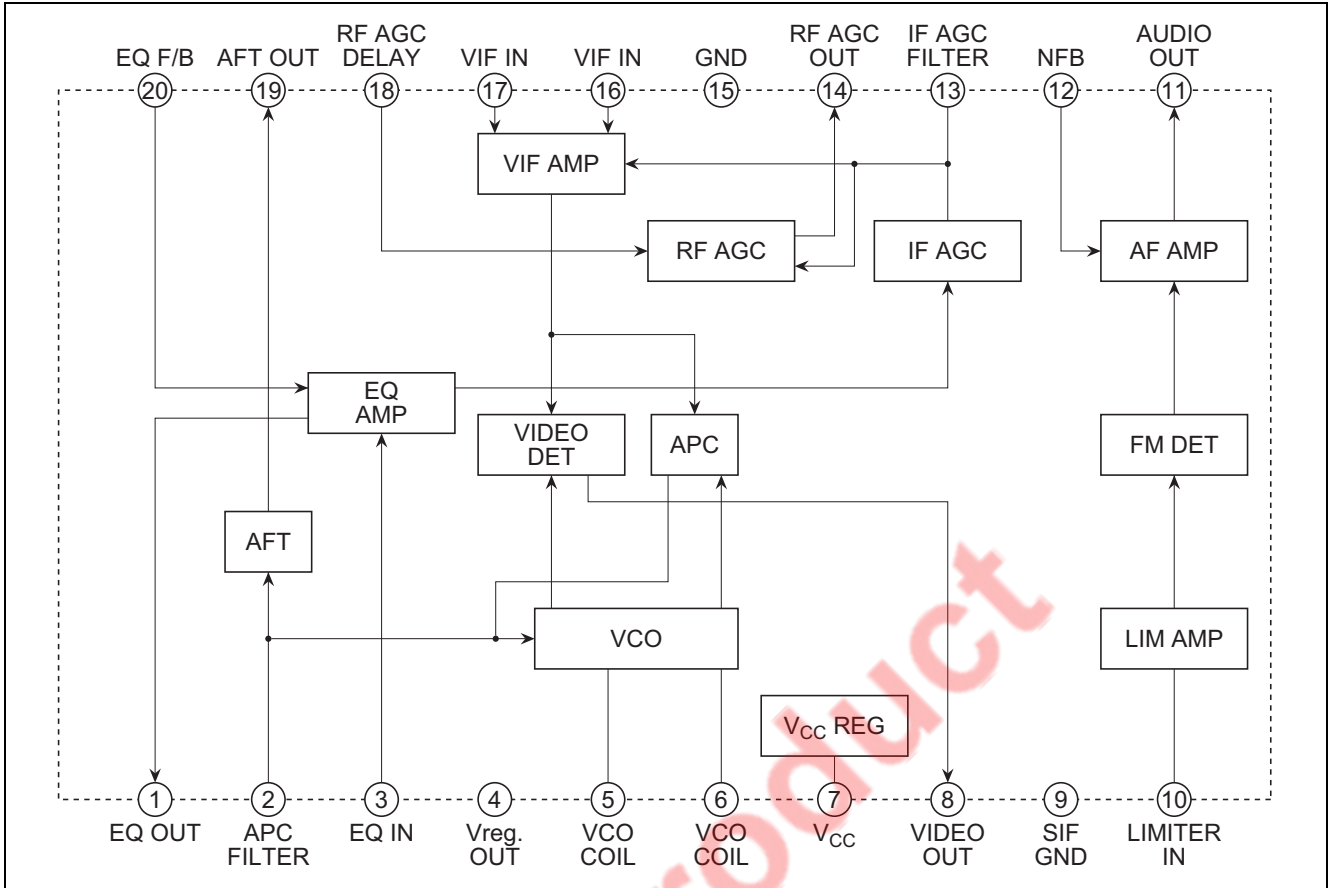 EQ F/B
AFT OUT
RF AGC
DELAY
VIF IN
VIF IN
GND
RF AGC
OUT
IF AGC
FILTER
NFB
AUDIO
OUT
20
19
18
17
16
15
14
13
12
11
VIF AMP
RF AGC
IF AGC
AF AMP
EQ
AMP
VIDEO
DET
APC
FM DET
AFT
VCO
LIM AMP
VCC REG
1
2
3
4
5
6
7
8
9
10
EQ OUT
APC
FILTER
EQ IN
Vreg.
OUT
VCO
COIL
VCO
COIL
VCC
VIDEO
OUT
SIF
GND
LIMITER
IN